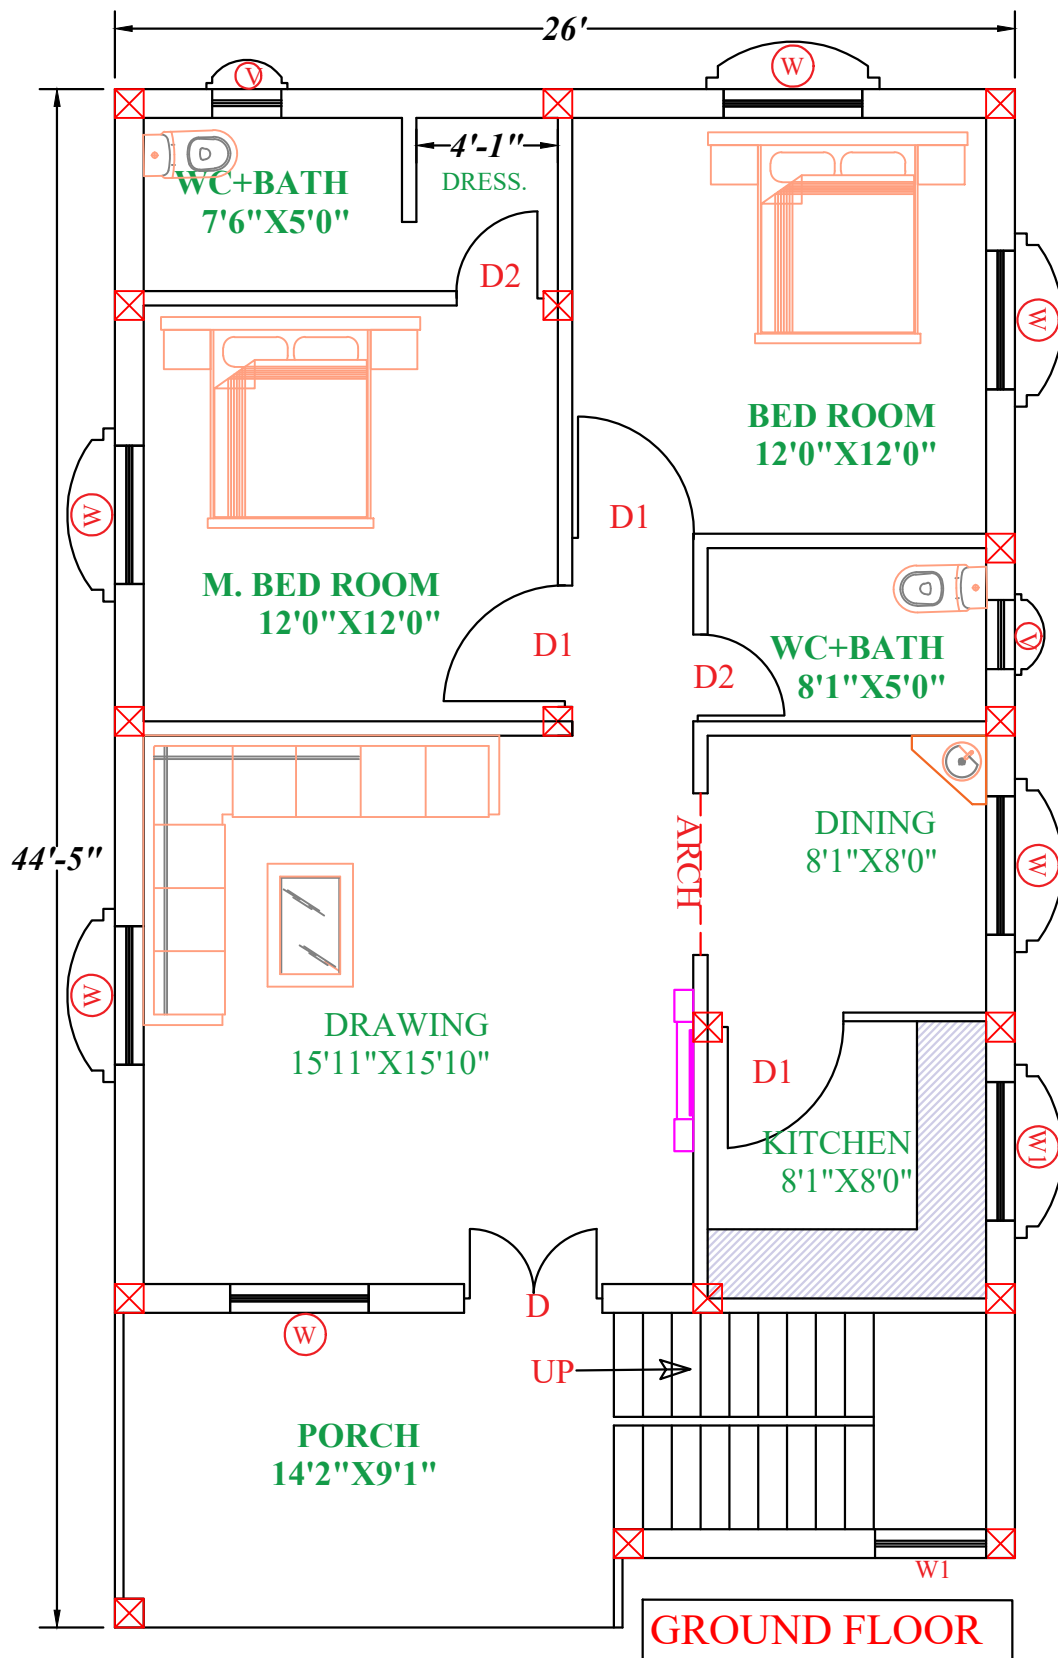 26'
V
W
4'-1"
DRESS.
WC+BATH
7'6"X5'0"
D2
W
BED ROOM
12'0"X12'0"
W
D1
M. BED ROOM
12'0"X12'0"
D1
D2
WC+BATH
8'1"X5'0"
V
44'-5"
ARCH
DINING
8'1"X8'0"
W
W
DRAWING
15'11"X15'10"
D1
KITCHEN
8'1"X8'0"
W1
D
W
UP
PORCH
14'2"X9'1"
W1
GROUND FLOOR